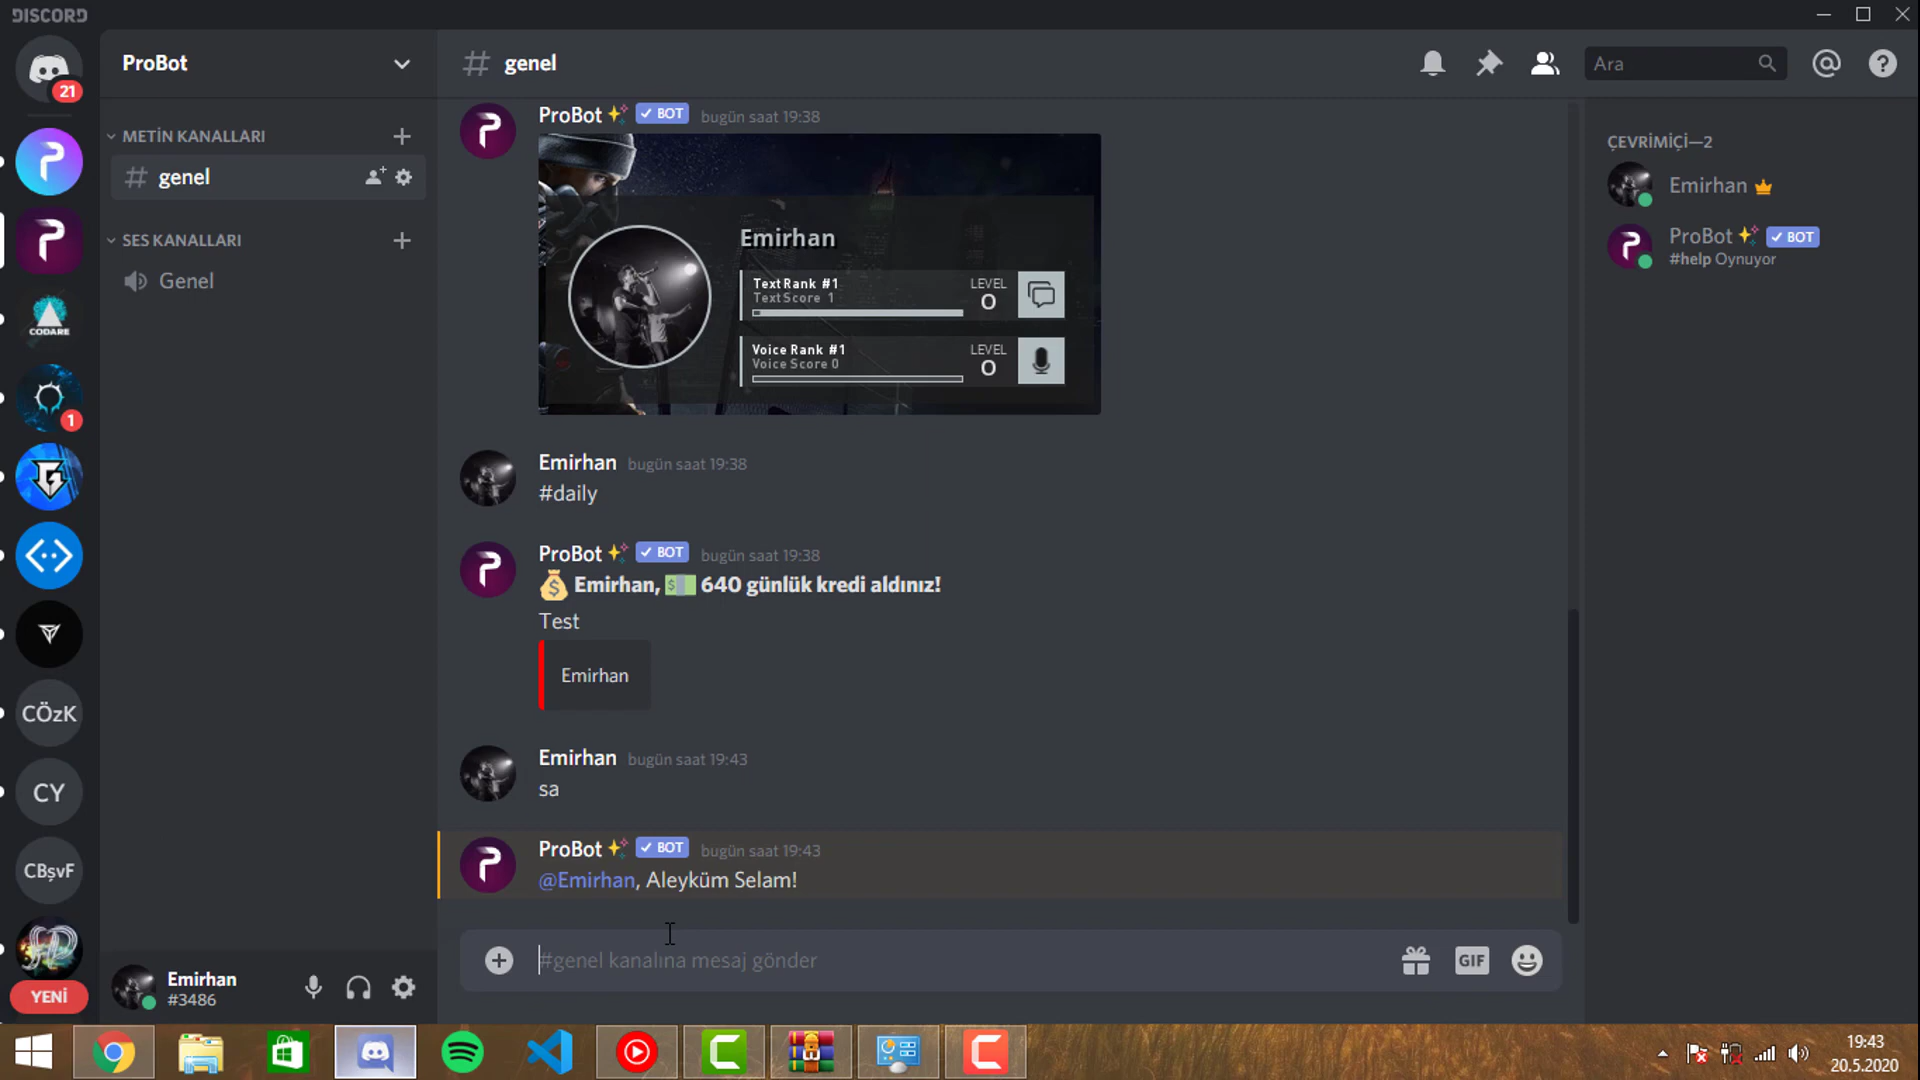 DISCORD
21
ProBot
# genel
Ara
METİN KANALLARI
# genel
SES KANALLARI
Genel
CODARE
1
CÖzK
CY
CBşvF
YENİ
Emirhan
#3486
ProBot BOT bugün saat 19:38
Emirhan
Text Rank #1
Text Score 1
LEVEL
0
Voice Rank #1
Voice Score 0
LEVEL
0
Emirhan bugün saat 19:38
#daily
ProBot BOT bugün saat 19:38
Emirhan, 640 günlük kredi aldınız!
Test
Emirhan
Emirhan bugün saat 19:43
sa
ProBot BOT bugün saat 19:43
@Emirhan, Aleyküm Selam!
#genel kanalına mesaj gönder
GIF
ÇEVRİMİÇİ—2
Emirhan
ProBot BOT
#help Oynuyor
19:43
20.5.2020